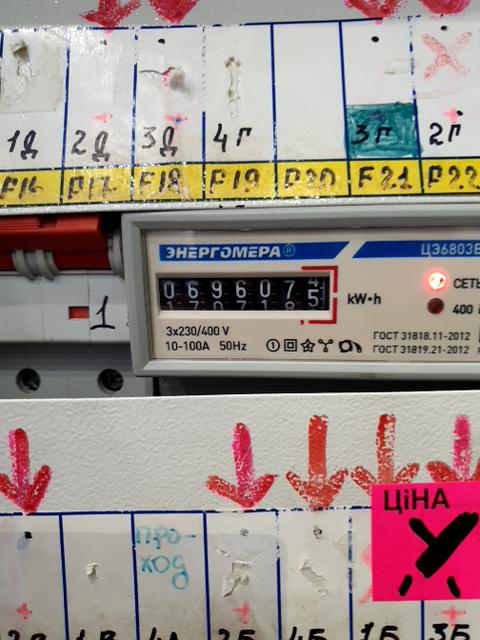 1Д 2Д 3Д 4Г 3Г 2Г
F16 F17 F18 F19 F20 F21 F22
ЭНЕРГОМЕРА® ЦЭ6803В
0696075 kW·h
СЕТЬ
400
3x230/400 V
10-100A 50Hz
ГОСТ 31818.11-2012
ГОСТ 31819.21-2012
1
ЦіНА
ПРО-
ХОД